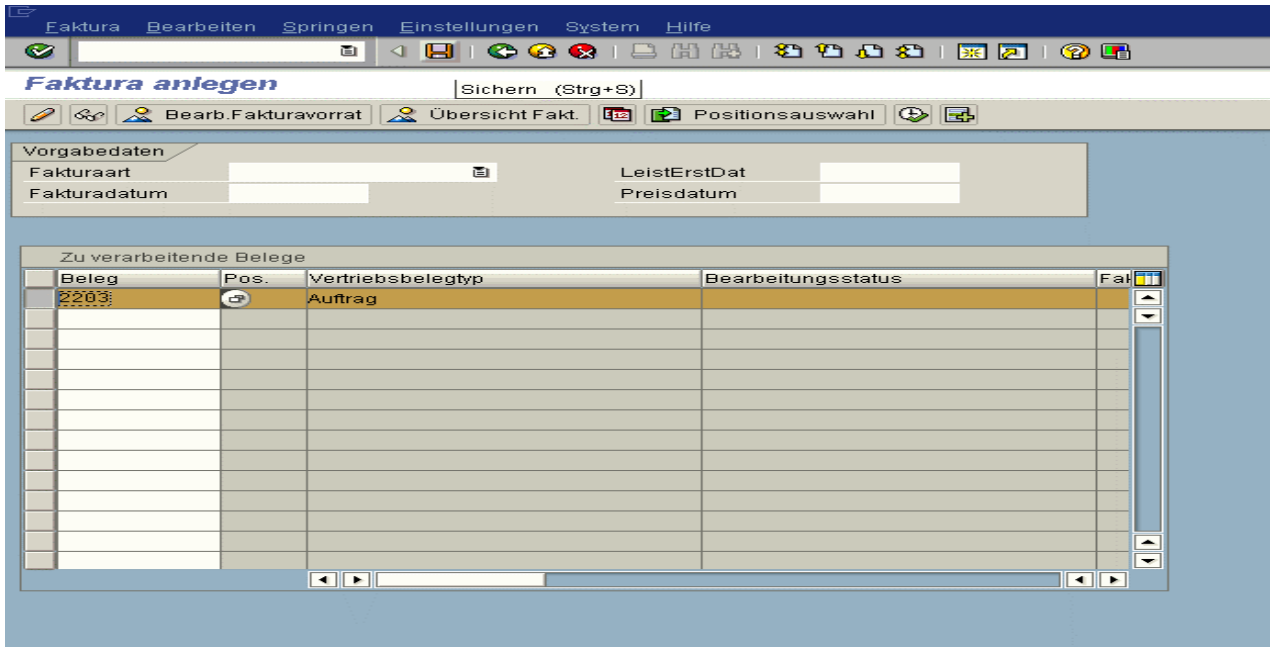 Faktura Bearbeiten Springen Einstellungen System Hilfe
Faktura anlegen
Sichern (Strg+S)
Bearb.Fakturavorrat Übersicht Fakt. 12 Positionsauswahl
Vorgabedaten
Fakturaart LeistErstDat
Fakturadatum Preisdatum
Zu verarbeitende Belege
Beleg Pos. Vertriebsbelegtyp Bearbeitungsstatus Fak
2203 Auftrag